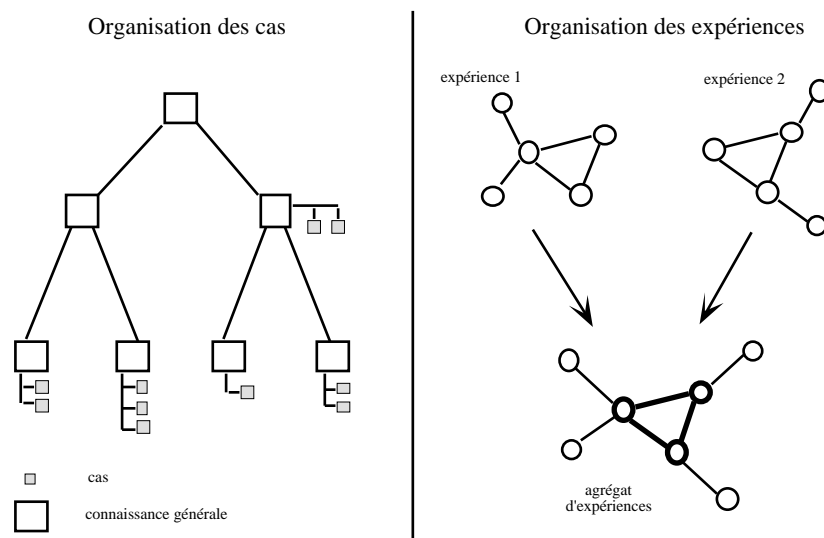 Organisation des cas
cas
connaissance générale
Organisation des expériences
expérience 1
expérience 2
agrégat
d'expériences